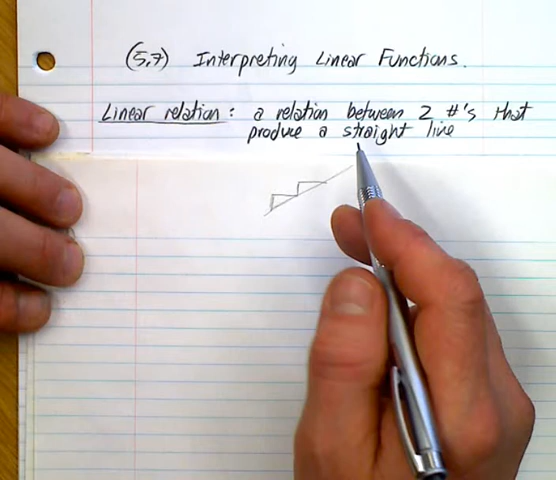 (5,7) Interpreting Linear Functions.
Linear relation: a relation between 2 #'s that
produce a straight line